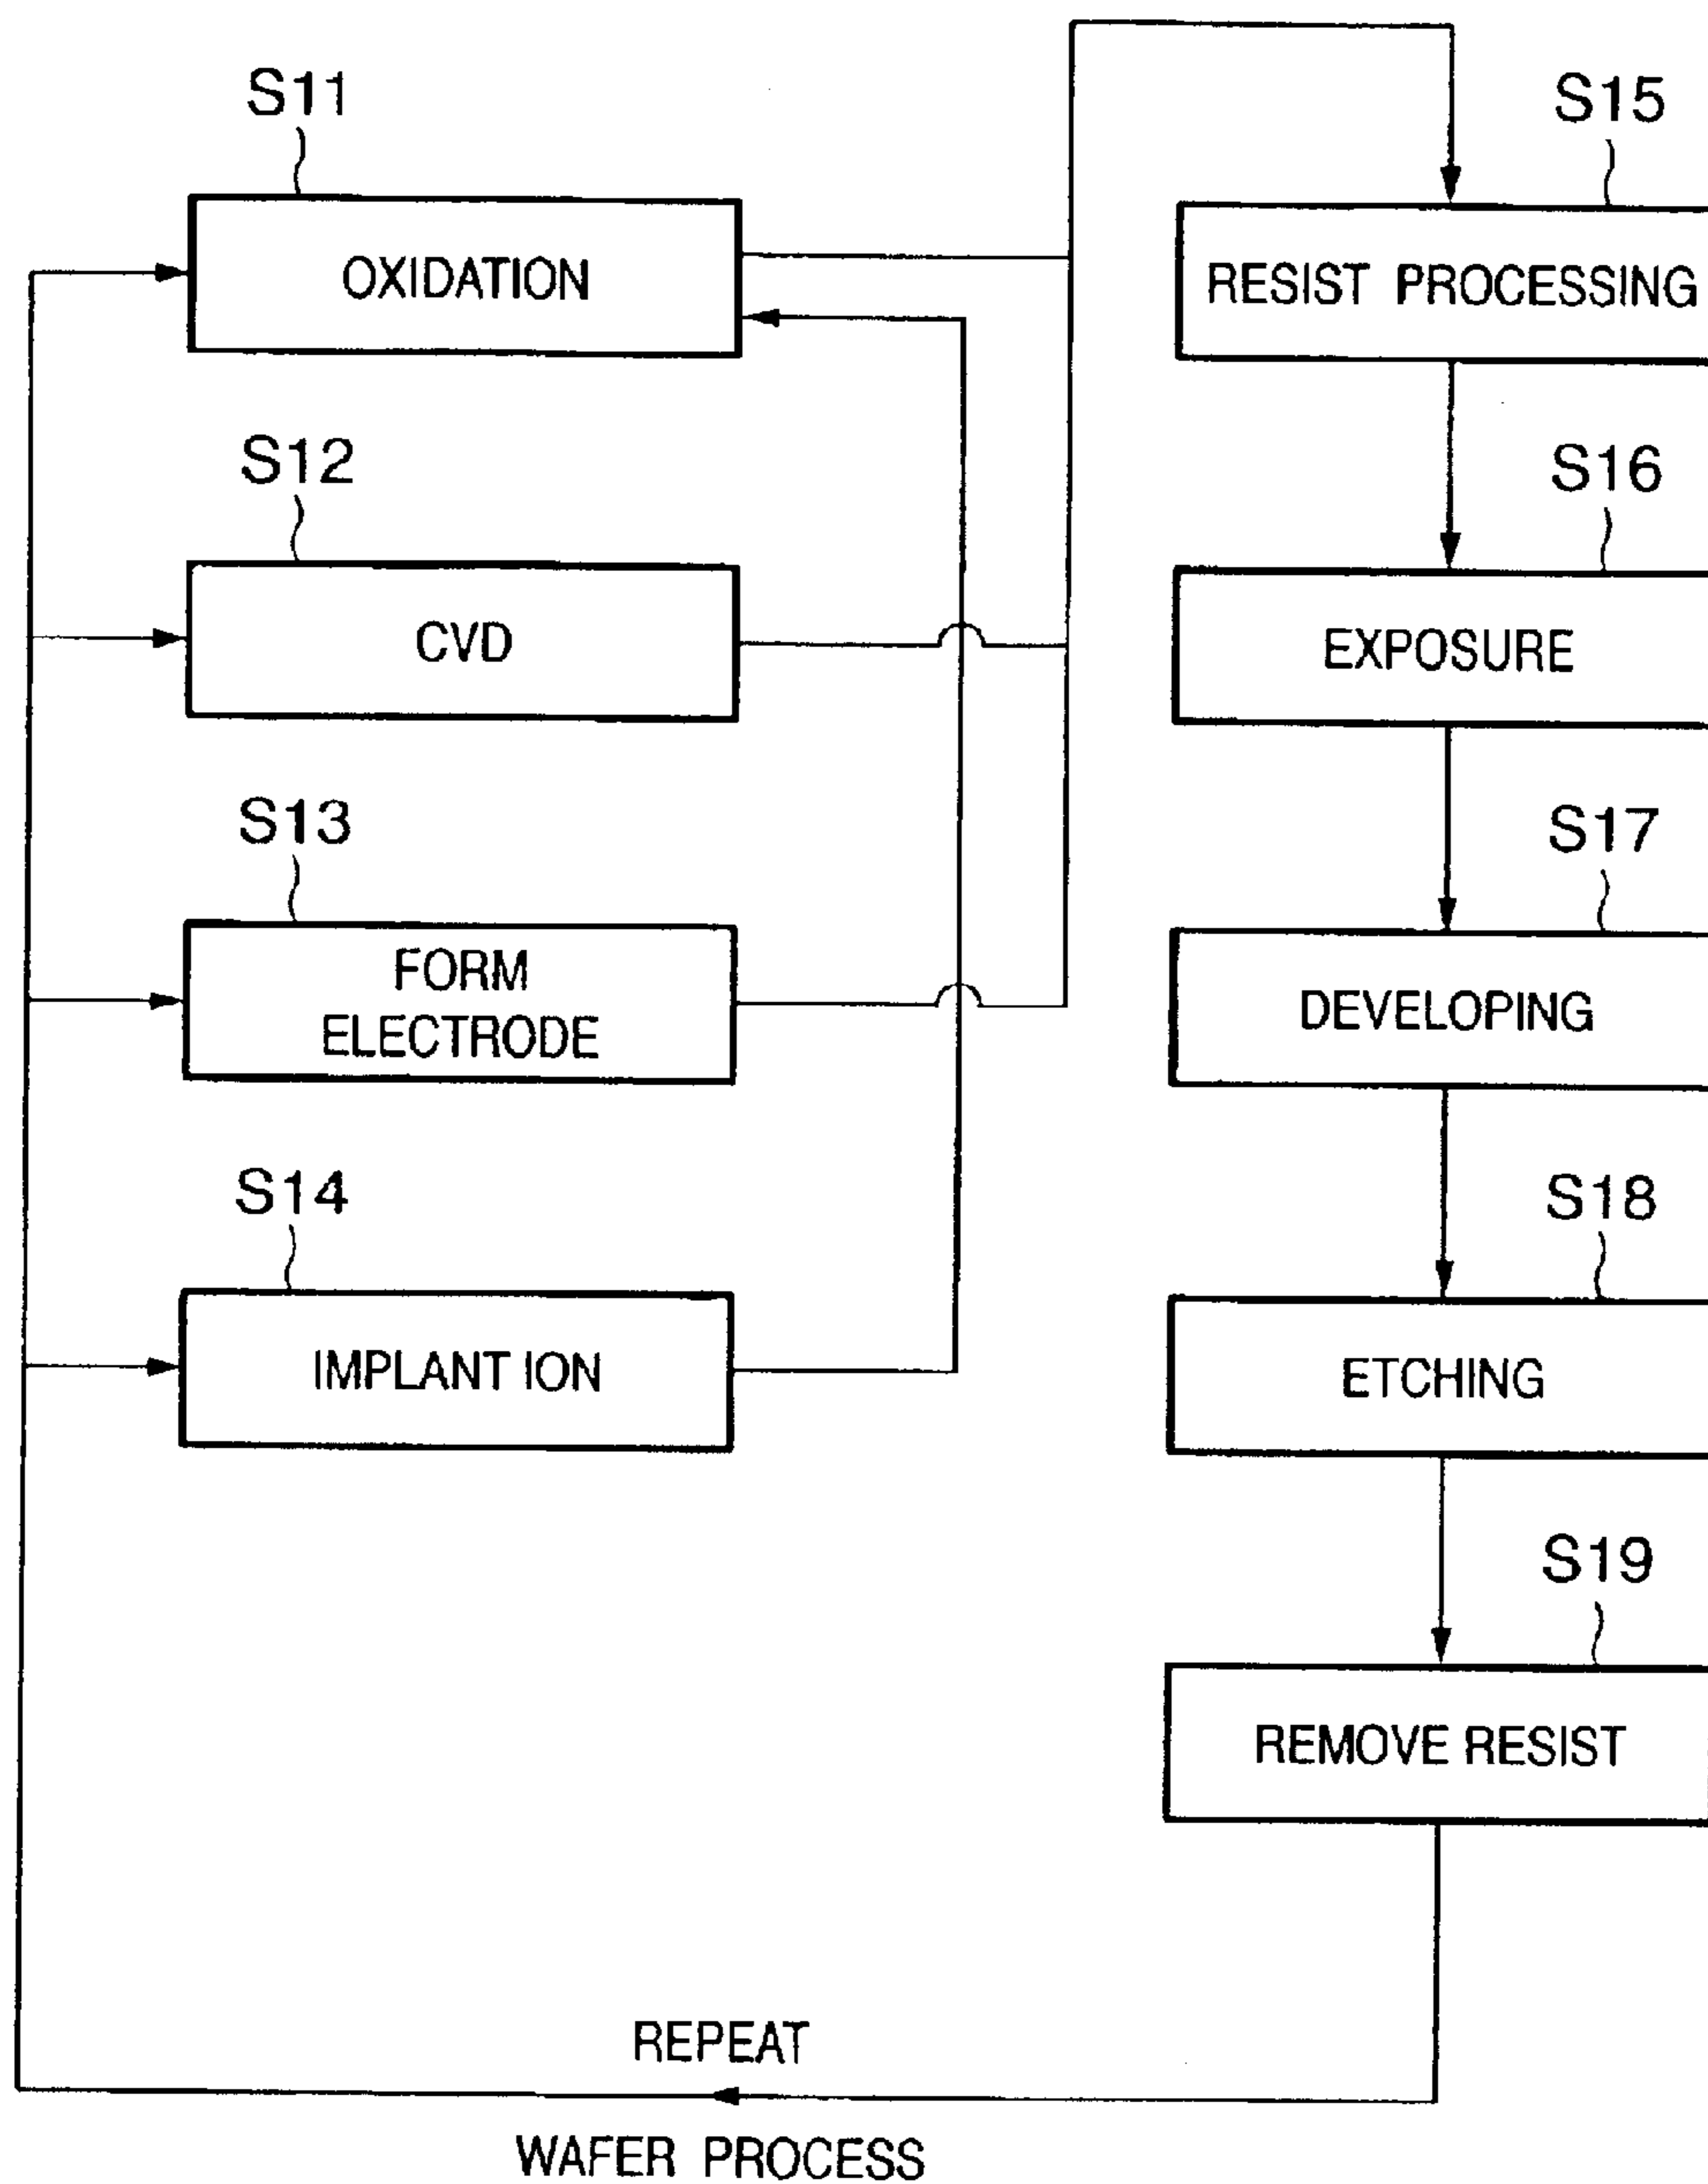 S11
OXIDATION
S12
CVD
S13
FORM
ELECTRODE
S14
IMPLANT ION
S15
RESIST PROCESSING
S16
EXPOSURE
S17
DEVELOPING
S18
ETCHING
S19
REMOVE RESIST
REPEAT
WAFER PROCESS